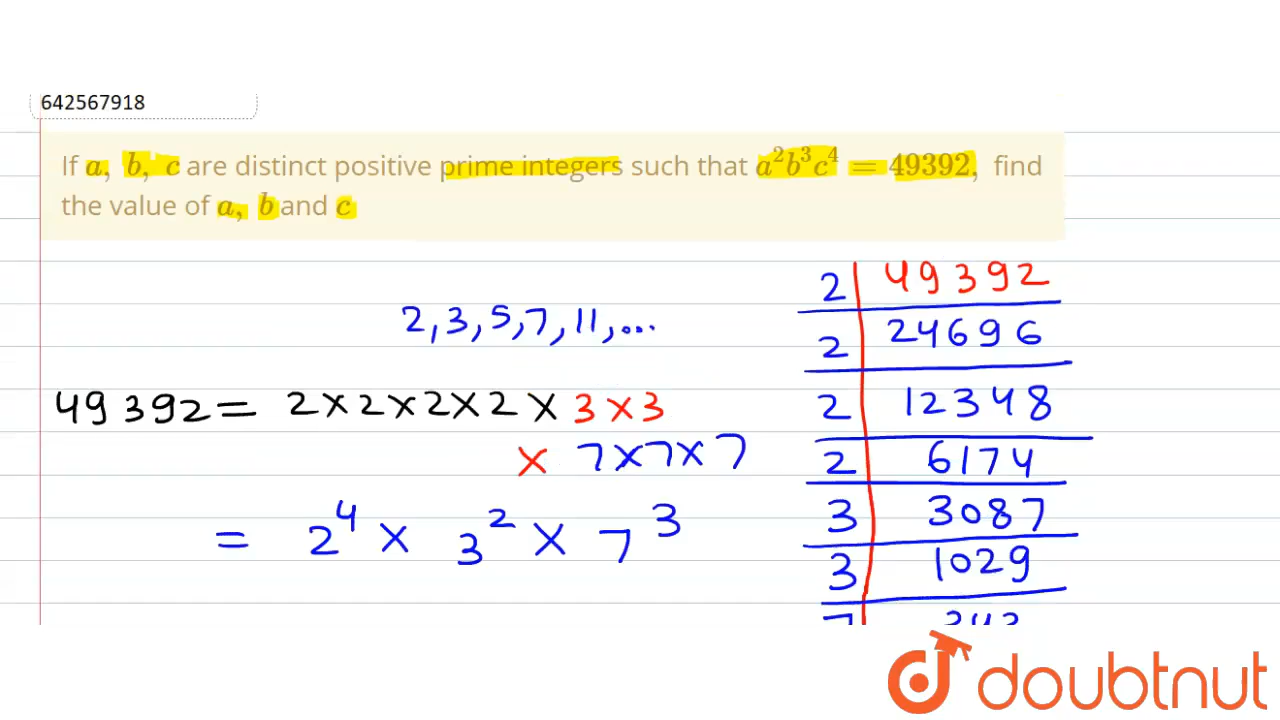 642567918
If a, b, c are distinct positive prime integers such that a²b³c⁴ = 49392, find
the value of a, b and c
2, 3, 5, 7, 11, ...
49392 = 2 × 2 × 2 × 2 × 3 × 3
× 7 × 7 × 7
= 2⁴ × 3² × 7³
2 | 49392
2 | 24696
2 | 12348
2 | 6174
3 | 3087
3 | 1029
7 | 343
doubtnut